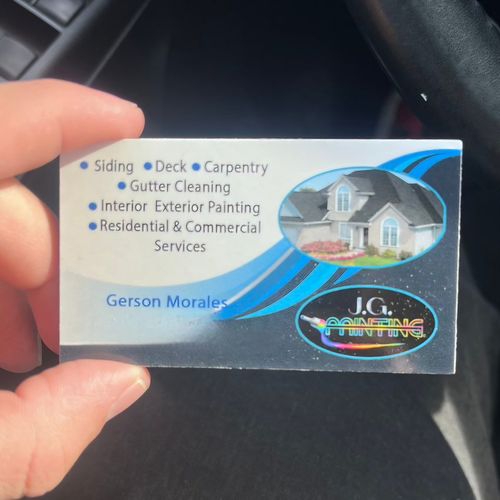 • Siding • Deck • Carpentry
• Gutter Cleaning
• Interior Exterior Painting
• Residential & Commercial
Services
Gerson Morales
J.G.
PAINTING